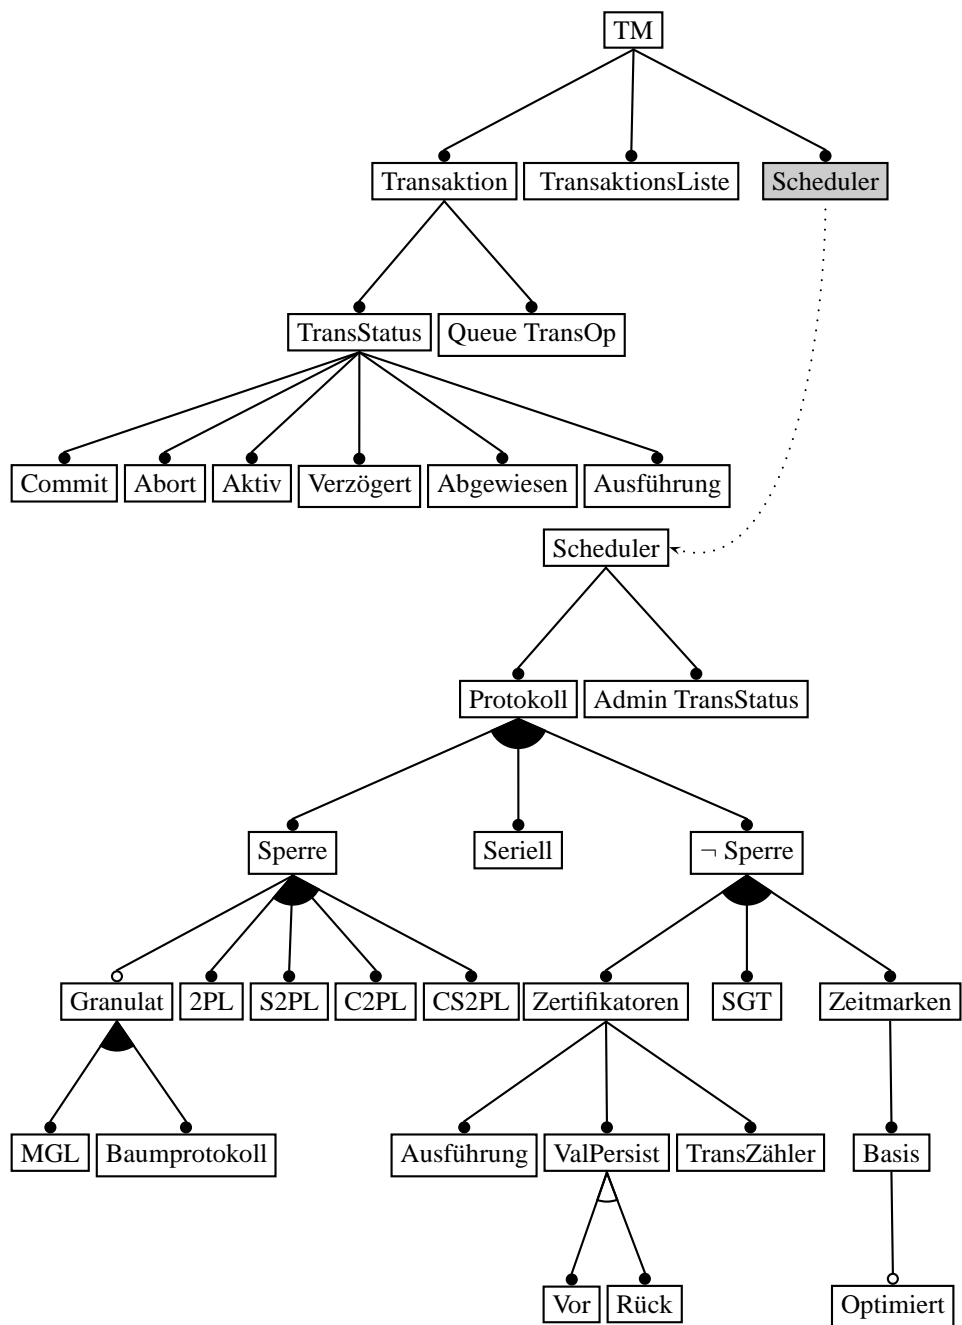 TM
Transaktion
TransaktionsListe
Scheduler
TransStatus
Queue TransOp
Commit
Abort
Aktiv
Verzögert
Abgewiesen
Ausführung
Scheduler
Protokoll
Admin TransStatus
Sperre
Seriell
¬ Sperre
Granulat
2PL
S2PL
C2PL
CS2PL
Zertifikatoren
SGT
Zeitmarken
MGL
Baumprotokoll
Ausführung
ValPersist
TransZähler
Basis
Vor
Rück
Optimiert